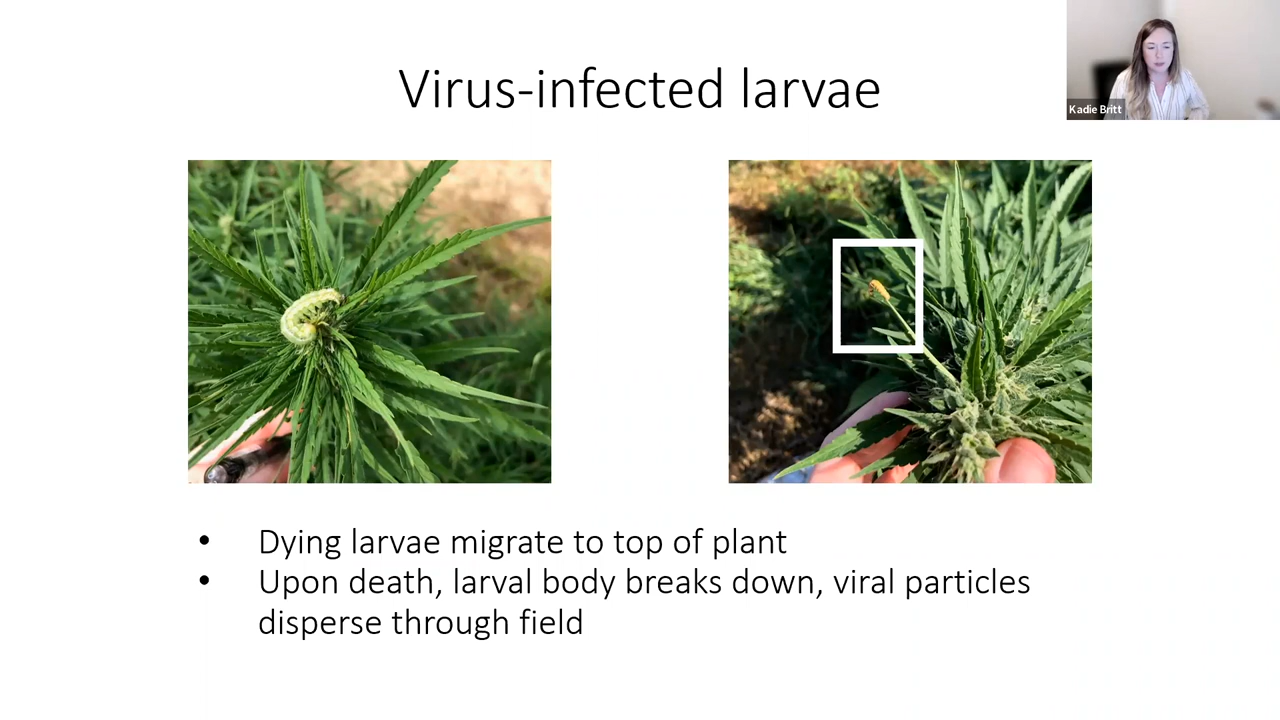 Virus-infected larvae
Kadie Britt
• Dying larvae migrate to top of plant
• Upon death, larval body breaks down, viral particles
disperse through field